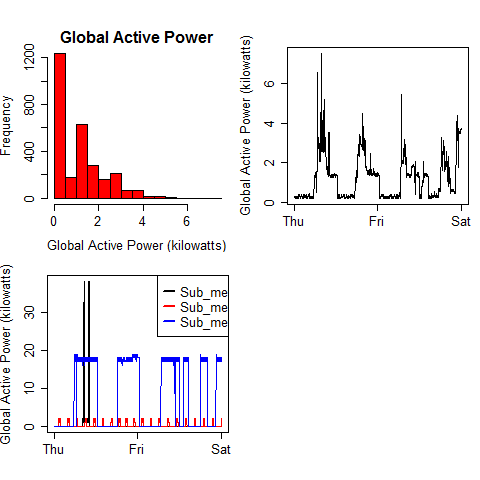 Global Active Power
Frequency
0 400 800 1200
0 2 4 6
Global Active Power (kilowatts)
Global Active Power (kilowatts)
0 2 4 6
Thu Fri Sat
Global Active Power (kilowatts)
0 10 20 30
Sub_me
Sub_me
Sub_me
Thu Fri Sat